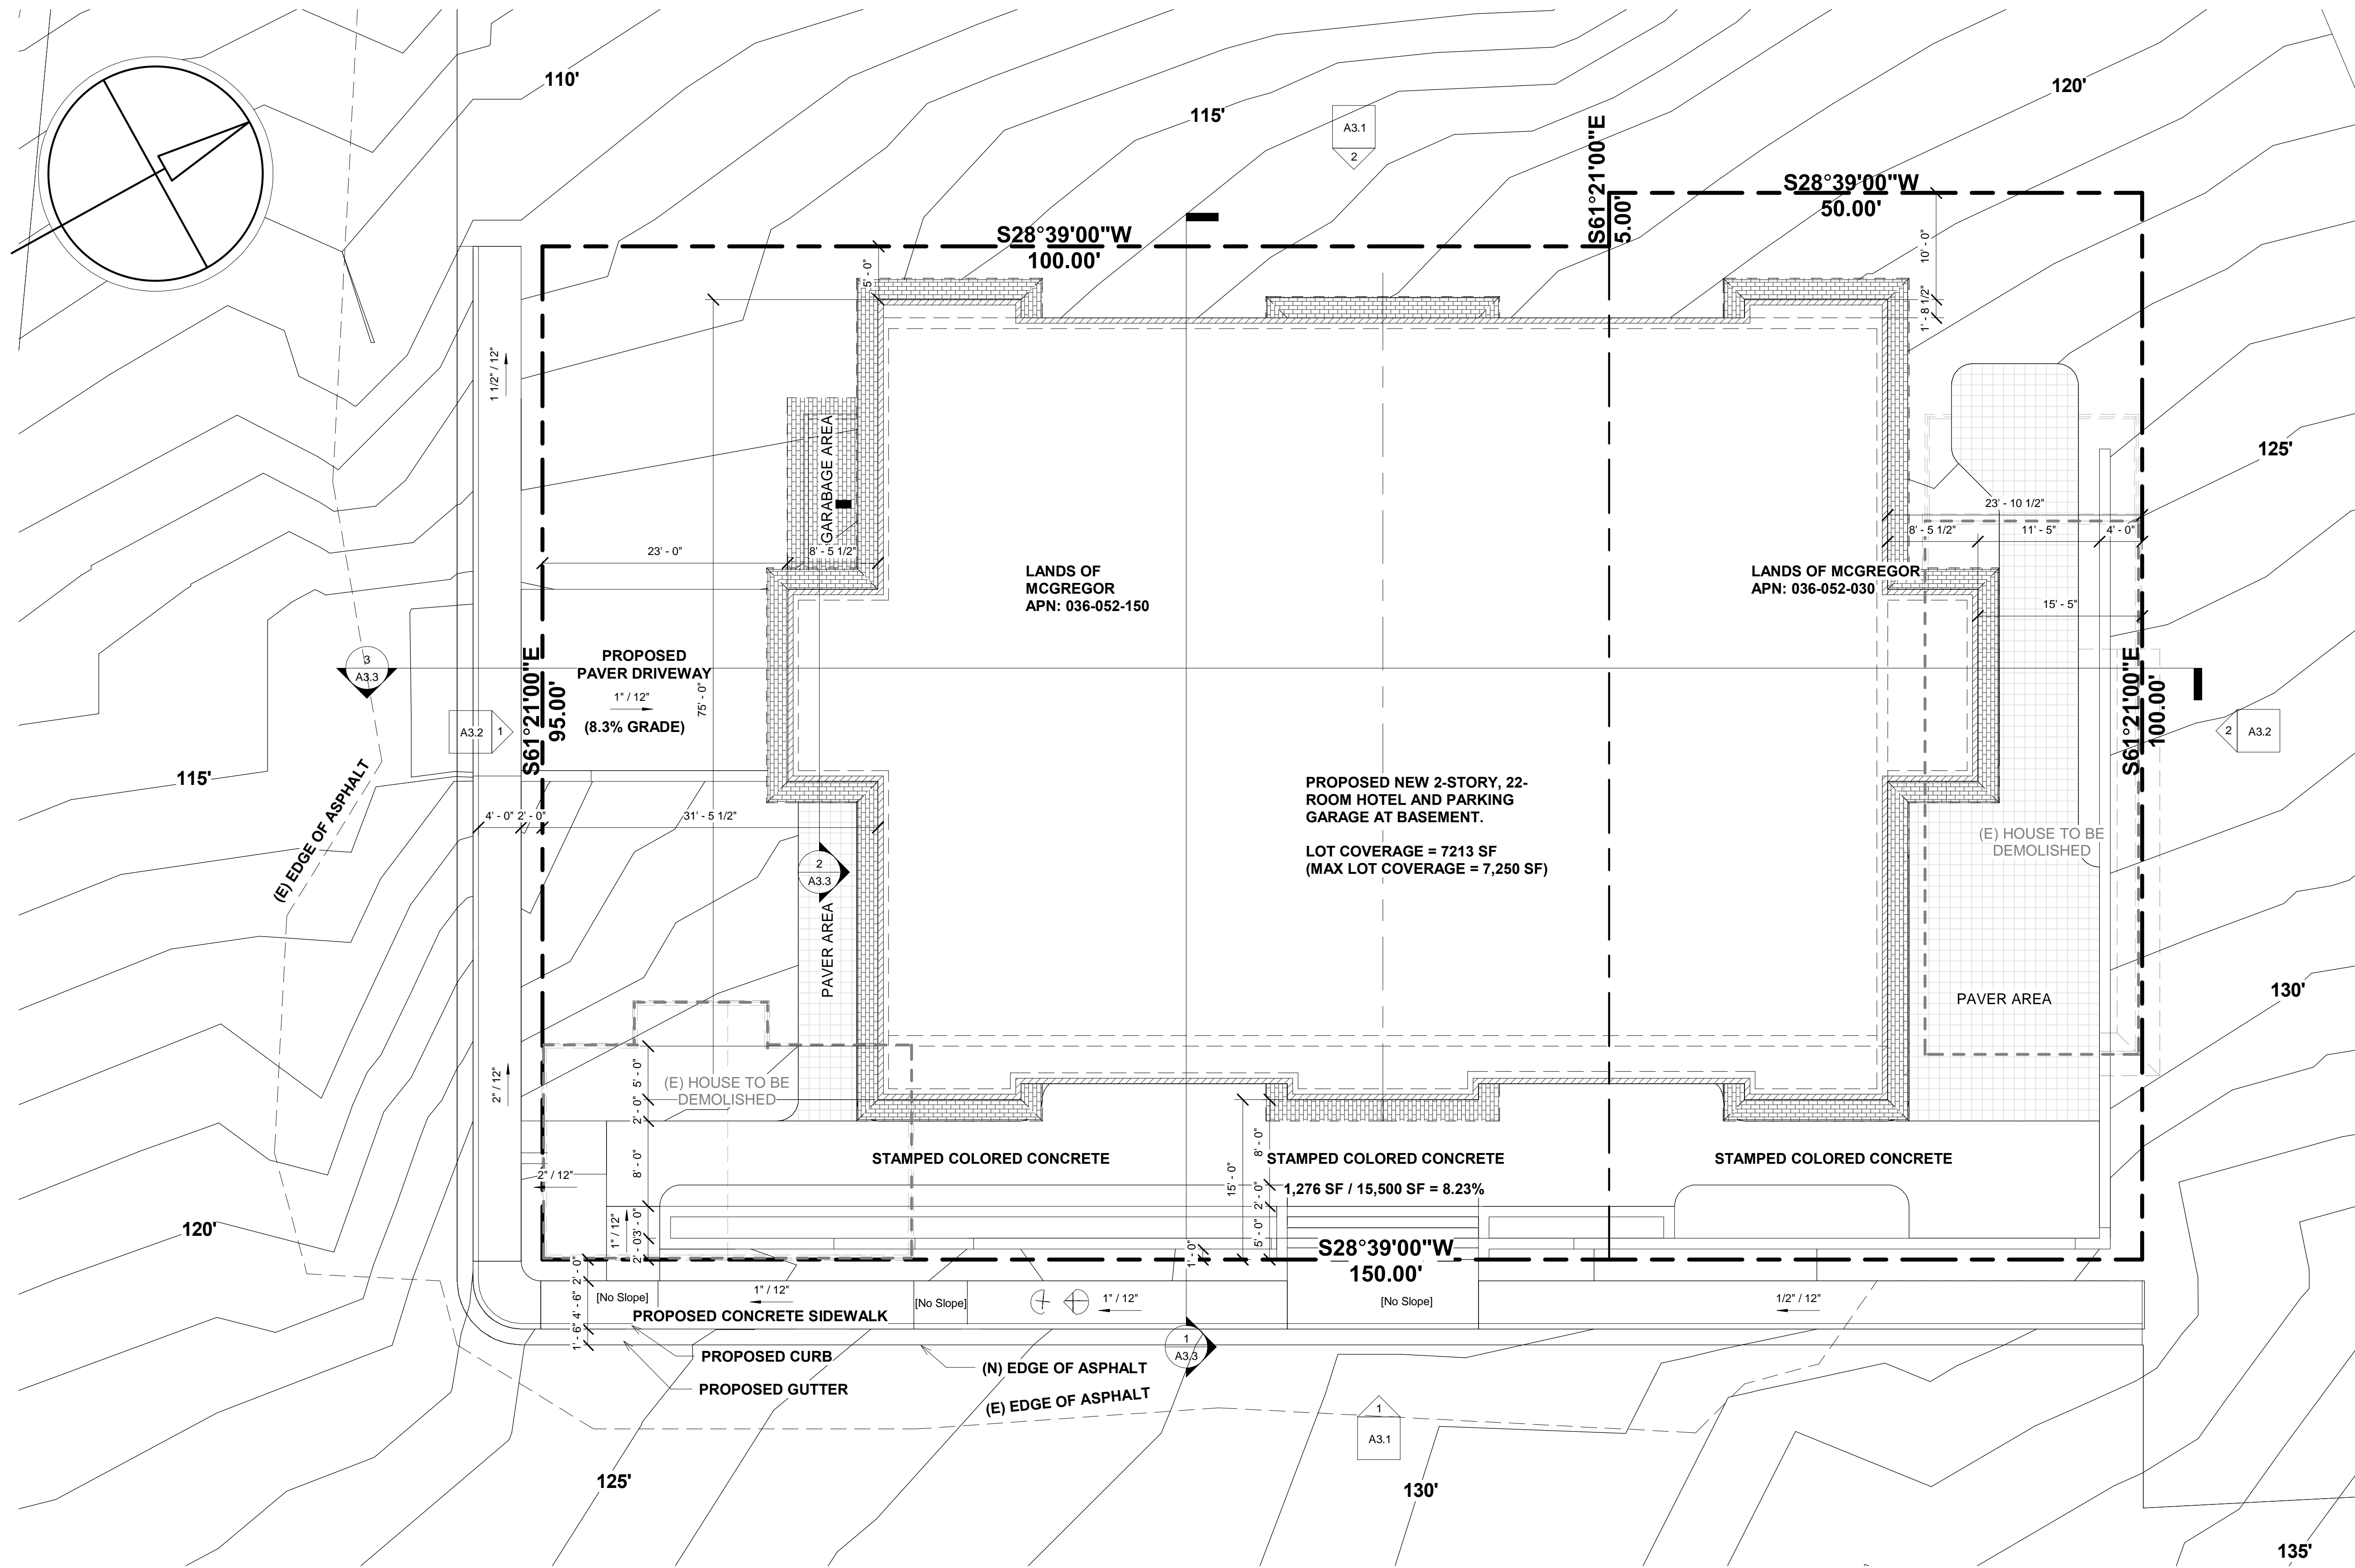 110'
115'
120'
A3.1
2
S61°21'00"E
5.00'
S28°39'00"W
50.00'
S28°39'00"W
100.00'
10' - 0"
5' - 0"
1' - 8 1/2"
1 1/2" / 12"
GARABAGE AREA
125'
23' - 10 1/2"
8' - 5 1/2"
11' - 5"
4' - 0"
23' - 0"
8' - 5 1/2"
LANDS OF
MCGREGOR
APN: 036-052-150
LANDS OF MCGREGOR
APN: 036-052-030
15' - 5"
3
A3.3
PROPOSED
PAVER DRIVEWAY
1" / 12"
(8.3% GRADE)
75' - 0"
S61°21'00"E
95.00'
S61°21'00"E
100.00'
A3.2
1
2
A3.2
115'
(E) EDGE OF ASPHALT
PROPOSED NEW 2-STORY, 22-
ROOM HOTEL AND PARKING
GARAGE AT BASEMENT.
LOT COVERAGE = 7213 SF
(MAX LOT COVERAGE = 7,250 SF)
4' - 0"
2' - 0"
31' - 5 1/2"
(E) HOUSE TO BE
DEMOLISHED
2
A3.3
PAVER AREA
PAVER AREA
130'
2" / 12"
5' - 0"
2' - 0"
(E) HOUSE TO BE
DEMOLISHED
8' - 0"
STAMPED COLORED CONCRETE
STAMPED COLORED CONCRETE
STAMPED COLORED CONCRETE
2" / 12"
15' - 0"
8' - 0"
2' - 0"
5' - 0"
1,276 SF / 15,500 SF = 8.23%
120'
1" / 12"
3' - 0"
2' - 0"
1' - 0"
S28°39'00"W
150.00'
2' - 0"
4' - 6"
1' - 6"
[No Slope]
1" / 12"
[No Slope]
1" / 12"
[No Slope]
1/2" / 12"
PROPOSED CONCRETE SIDEWALK
1
A3.3
PROPOSED CURB
(N) EDGE OF ASPHALT
PROPOSED GUTTER
(E) EDGE OF ASPHALT
1
A3.1
125'
130'
135'